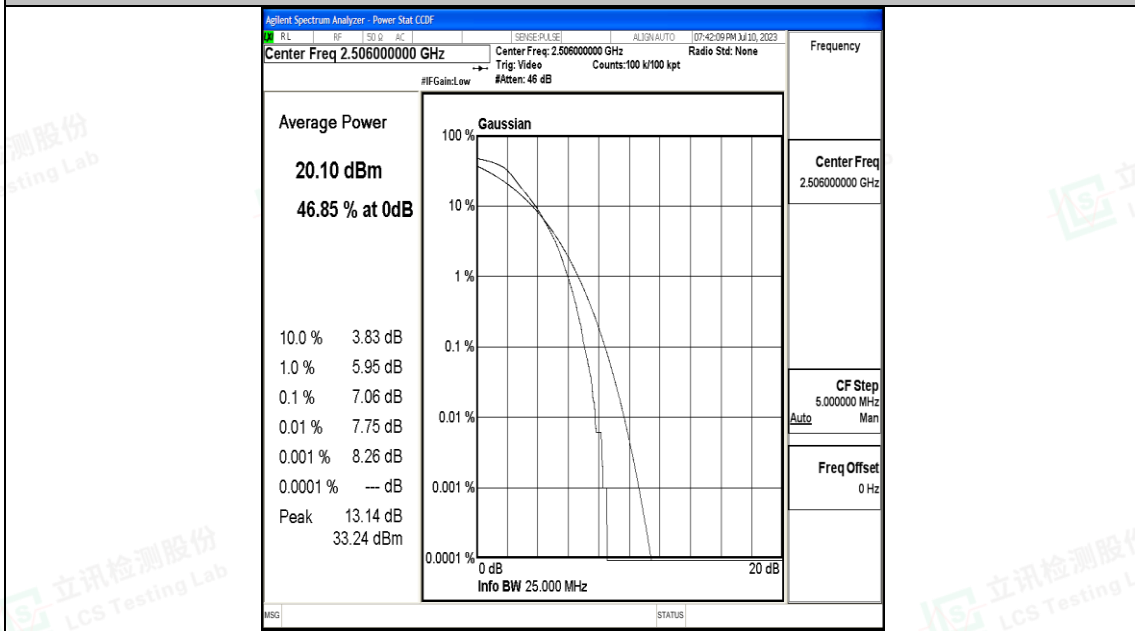 Agilent Spectrum Analyzer - Power Stat CCDF
RL RF 50 Ω AC SENSE:PULSE ALIGNAUTO 07:42:09 PM Jul 10, 2023
Center Freq 2.506000000 GHz
Center Freq: 2.506000000 GHz
Radio Std: None
Trig: Video Counts:100 k/100 kpt
#IFGain:Low #Atten: 46 dB
Frequency
Average Power
20.10 dBm
46.85 % at 0dB
10.0 % 3.83 dB
1.0 % 5.95 dB
0.1 % 7.06 dB
0.01 % 7.75 dB
0.001 % 8.26 dB
0.0001 % --- dB
Peak 13.14 dB
33.24 dBm
Gaussian
100 %
10 %
1 %
0.1 %
0.01 %
0.001 %
0.0001 %
0 dB 20 dB
Info BW 25.000 MHz
Center Freq
2.506000000 GHz
CF Step
5.000000 MHz
Auto Man
Freq Offset
0 Hz
MSG STATUS
测股份
sting Lab
立讯检测股份
LCS Testing Lab
立讯检测股份
LCS Testing L